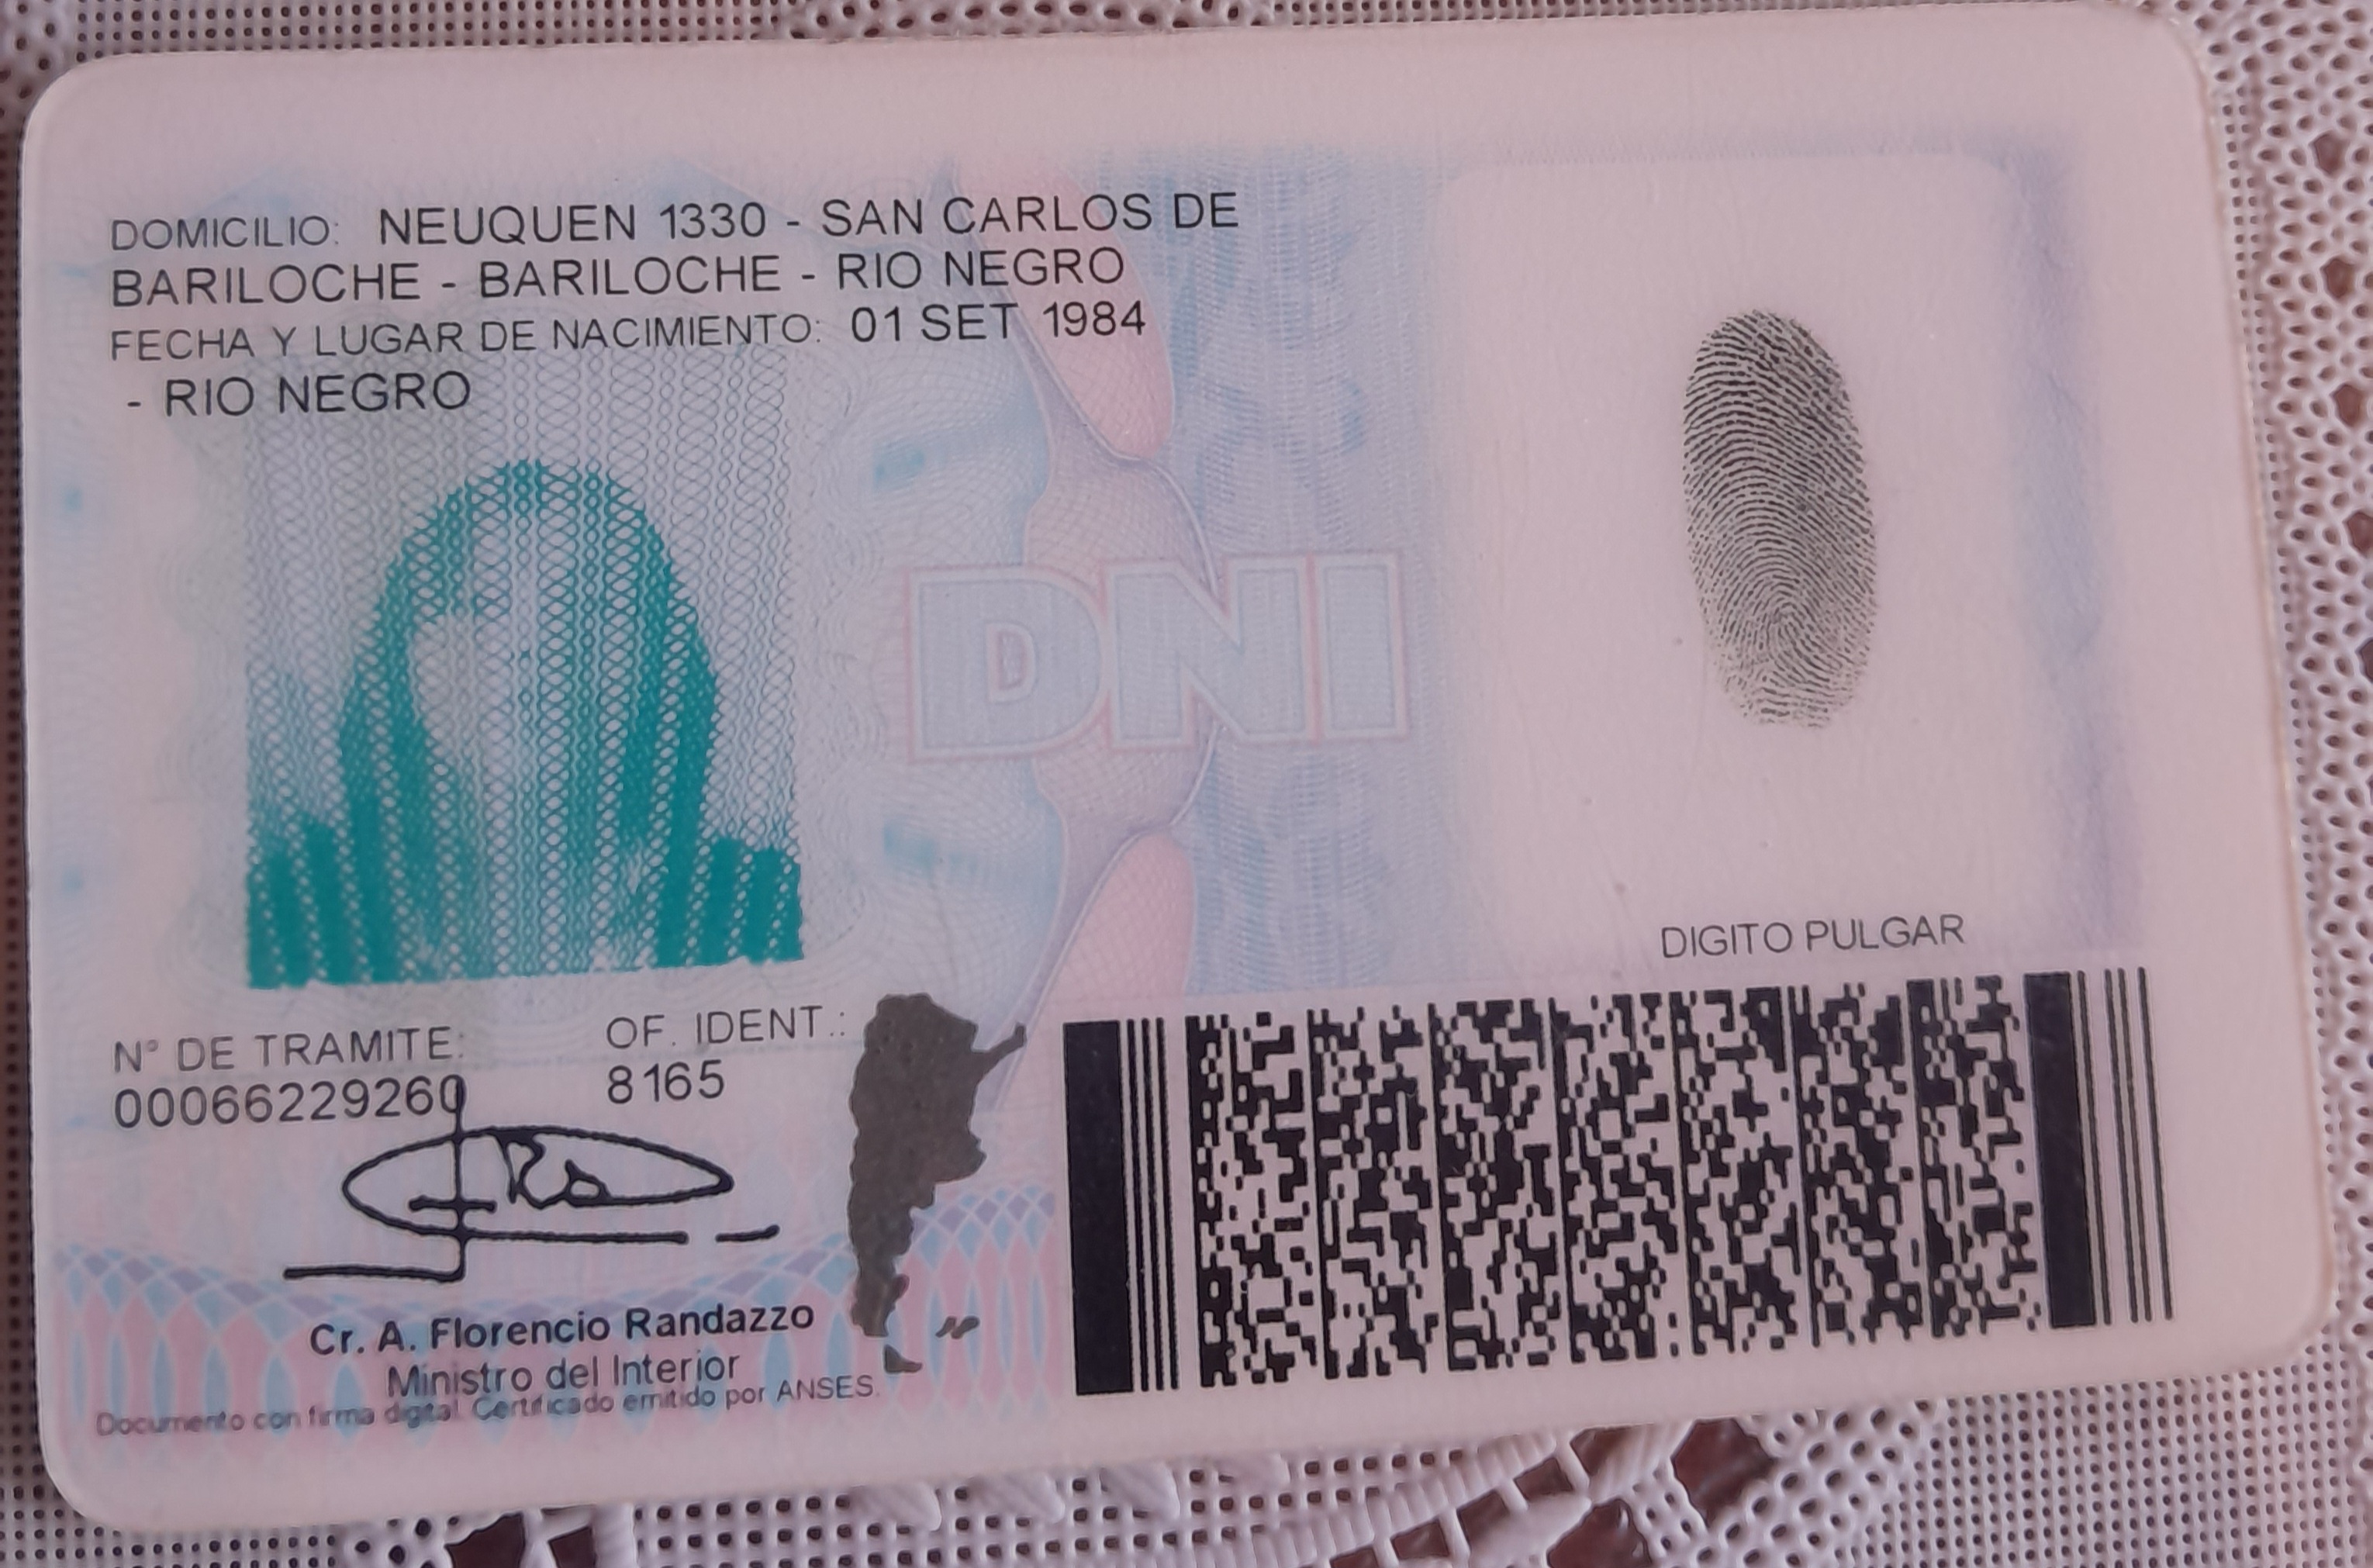 DOMICILIO: NEUQUEN 1330 - SAN CARLOS DE
BARILOCHE - BARILOCHE - RIO NEGRO
FECHA Y LUGAR DE NACIMIENTO: 01 SET 1984
- RIO NEGRO
DNI
DIGITO PULGAR
N° DE TRAMITE: OF. IDENT.:
00066229260 8165
Cr. A. Florencio Randazzo
Ministro del Interior
Documento con firma digital. Certificado emitido por ANSES.